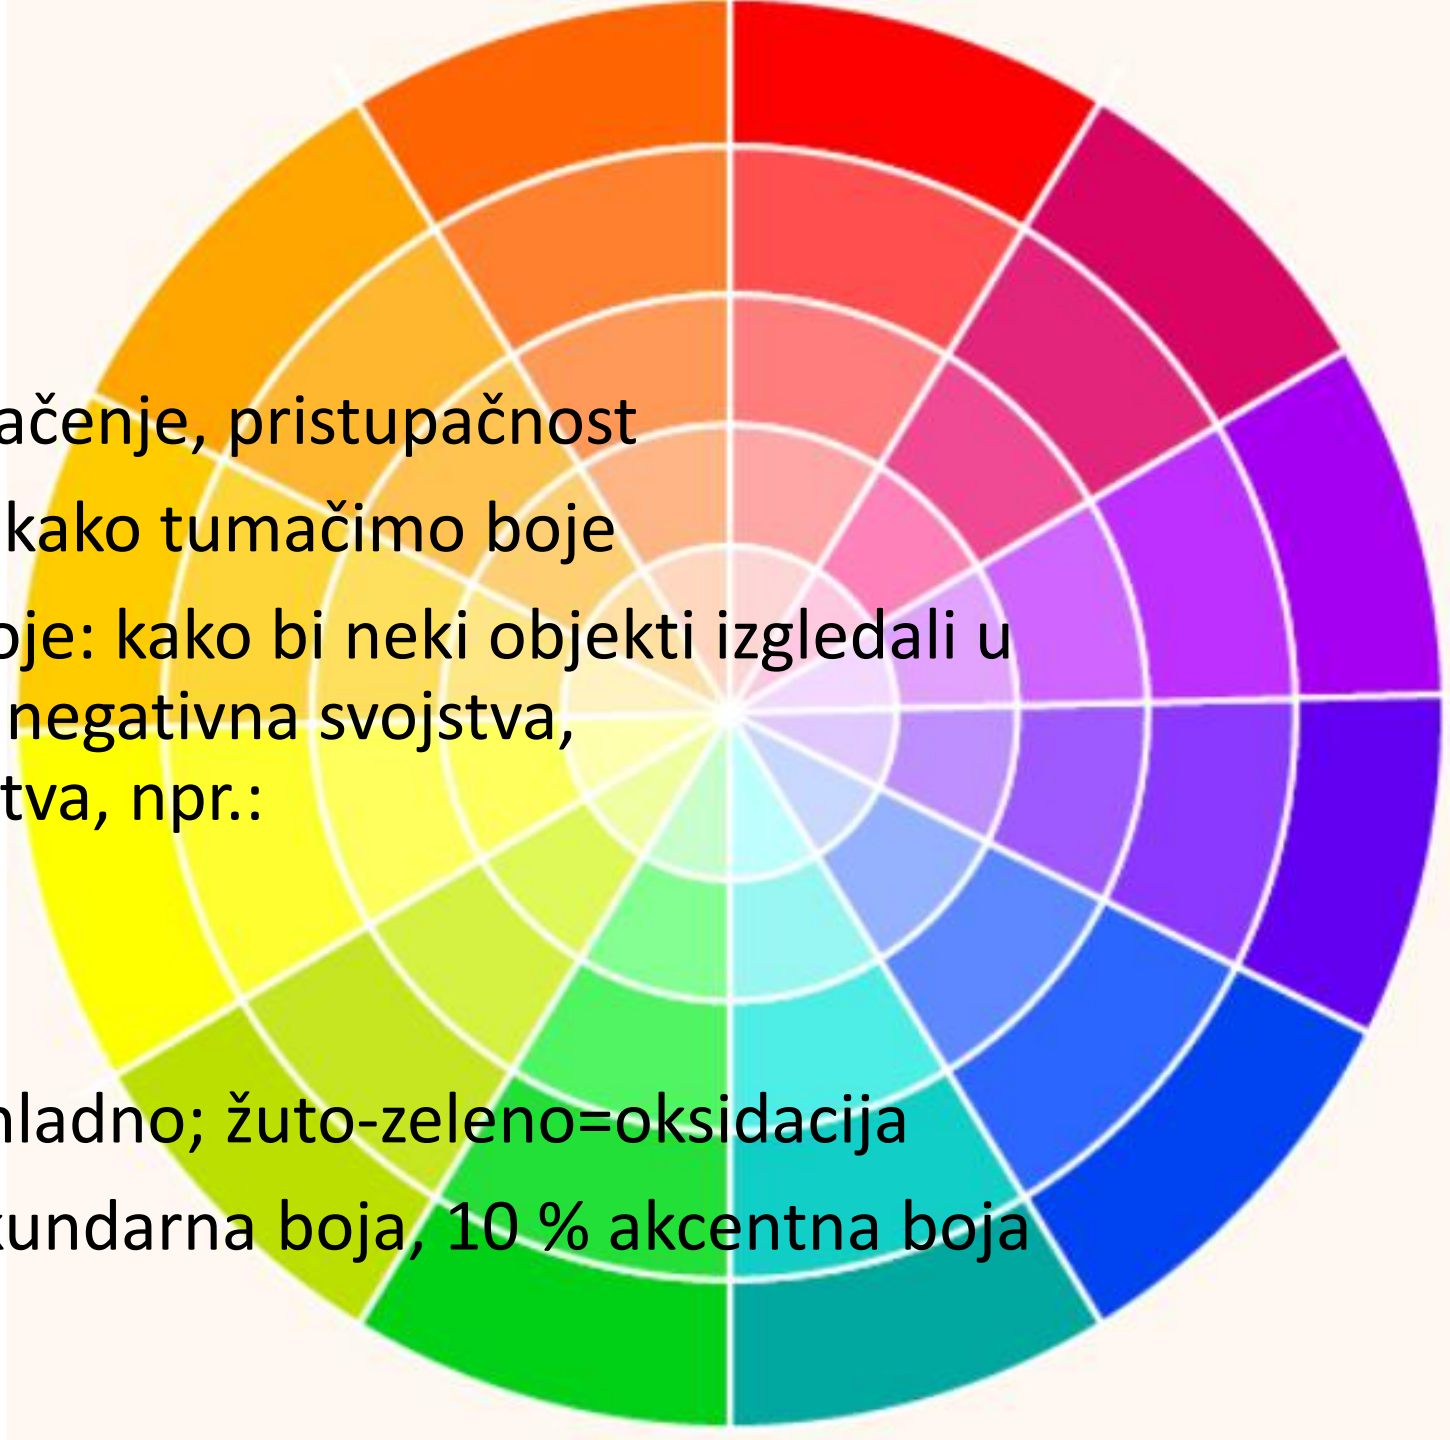 ačenje, pristupačnost
kako tumačimo boje
oje: kako bi neki objekti izgledali u
negativna svojstva,
tva, npr.:
hladno; žuto-zeleno=oksidacija
kundarna boja, 10 % akcentna boja